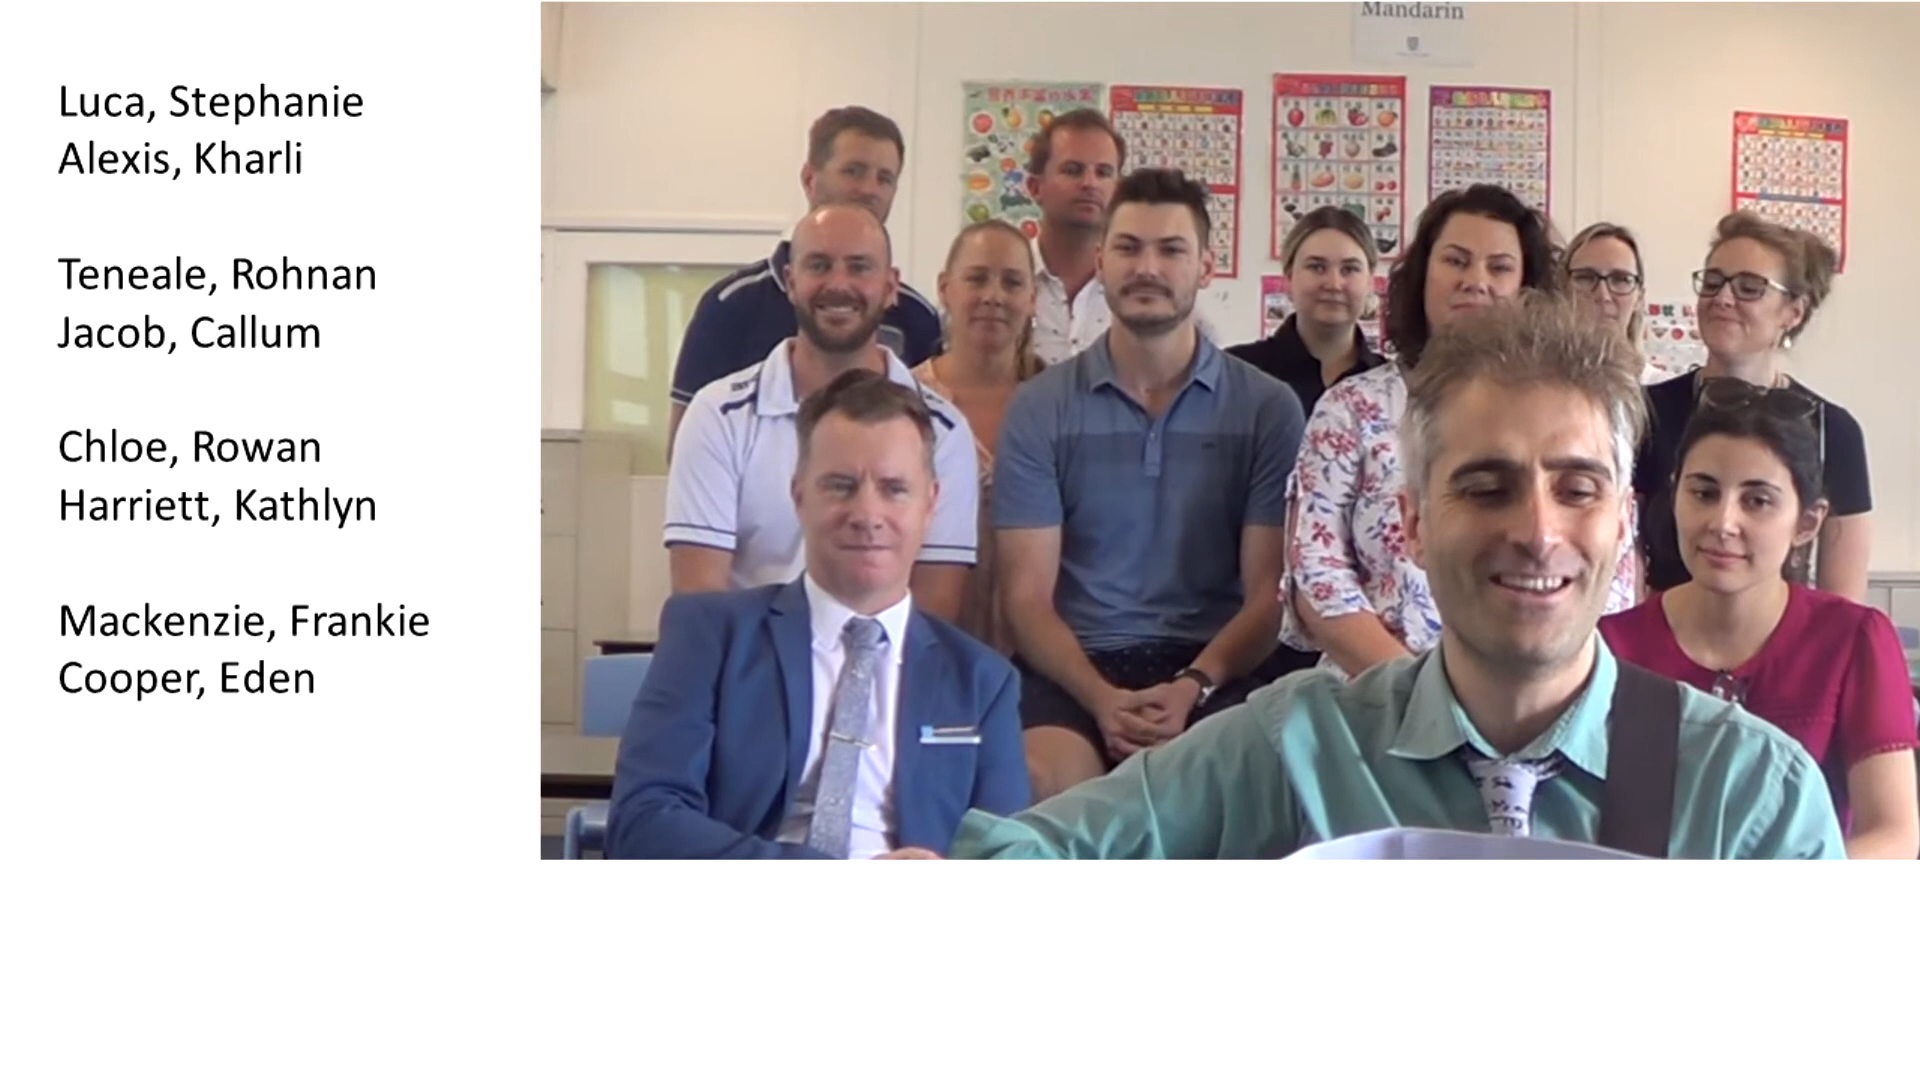 Luca, Stephanie
Alexis, Kharli
Teneale, Rohnan
Jacob, Callum
Chloe, Rowan
Harriett, Kathlyn
Mackenzie, Frankie
Cooper, Eden
Mandarin